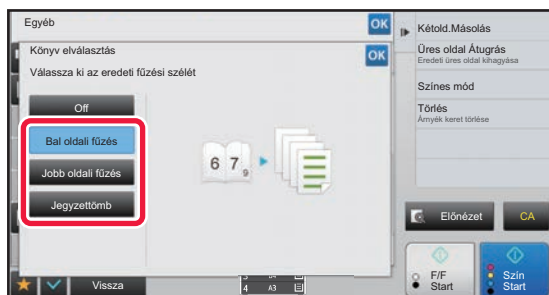 Egyéb
OK
Könyv elválasztás
OK
Válassza ki az eredeti fűzési szélét
Off
Bal oldali fűzés
Jobb oldali fűzés
Jegyzettömb
6 7 9
Vissza
4 A3
Kétold.Másolás
Üres oldal Átugrás
Eredeti üres oldal kihagyása
Színes mód
Törlés
Árnyék keret törlése
Előnézet
CA
F/F
Start
Szín
Start